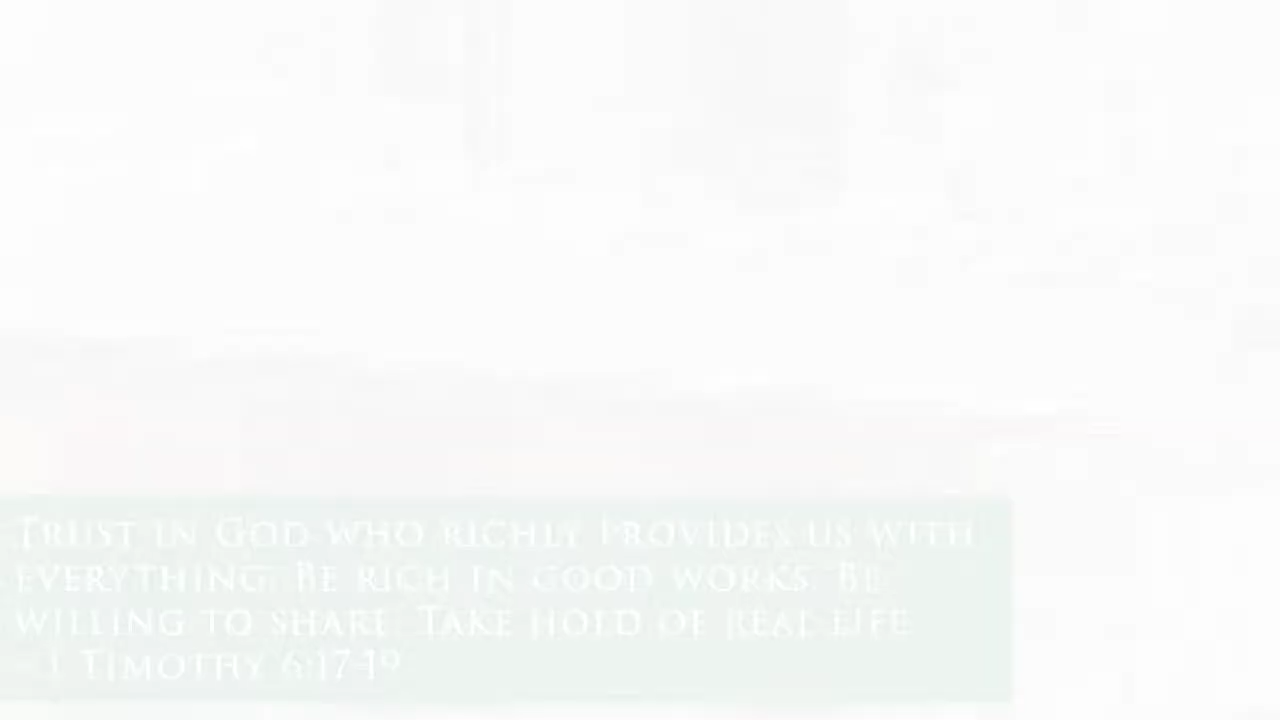 Trust in God who richly provides us with
everything. Be rich in good works. Be
willing to share. Take hold of real life
~1 Timothy 6:17-19